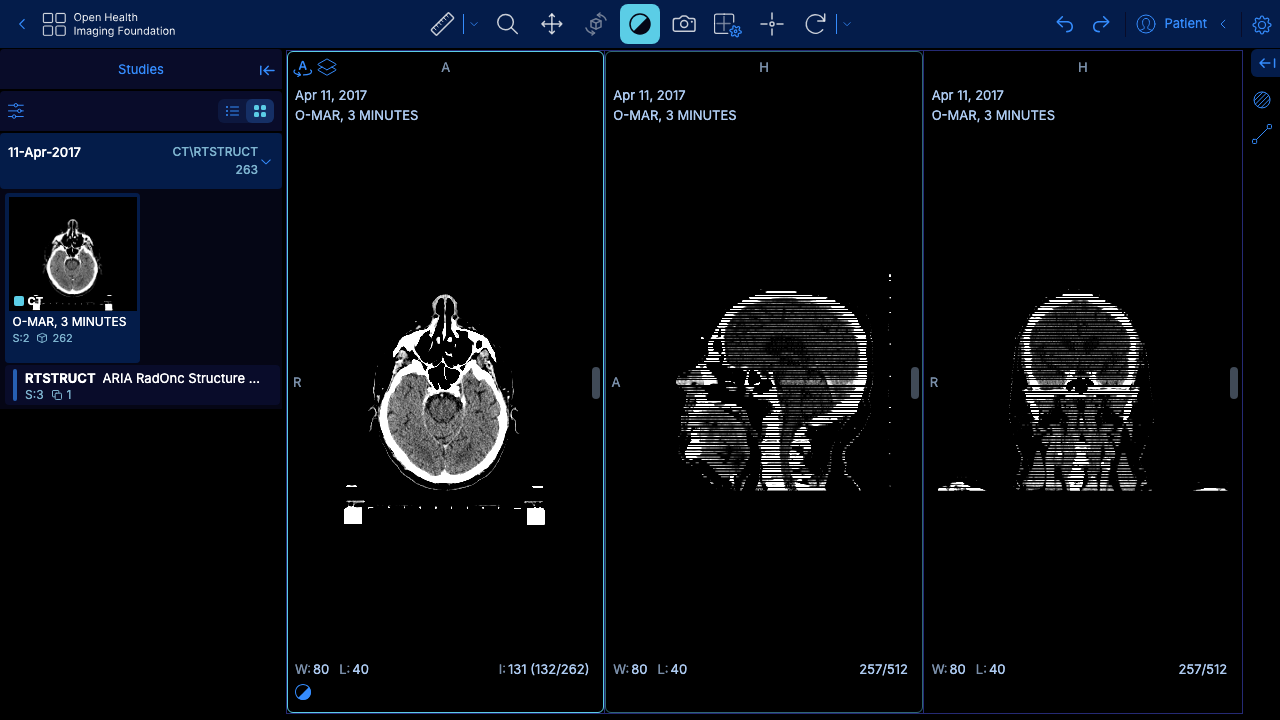 Open Health
Imaging Foundation
Patient
Studies
11-Apr-2017
CT\RTSTRUCT
263
CT
O-MAR, 3 MINUTES
S:2 262
RTSTRUCT ARIA RadOnc Structure ...
S:3 1
A
A
Apr 11, 2017
O-MAR, 3 MINUTES
R
W: 80 L: 40
I: 131 (132/262)
H
Apr 11, 2017
O-MAR, 3 MINUTES
A
W: 80 L: 40
257/512
H
Apr 11, 2017
O-MAR, 3 MINUTES
R
W: 80 L: 40
257/512